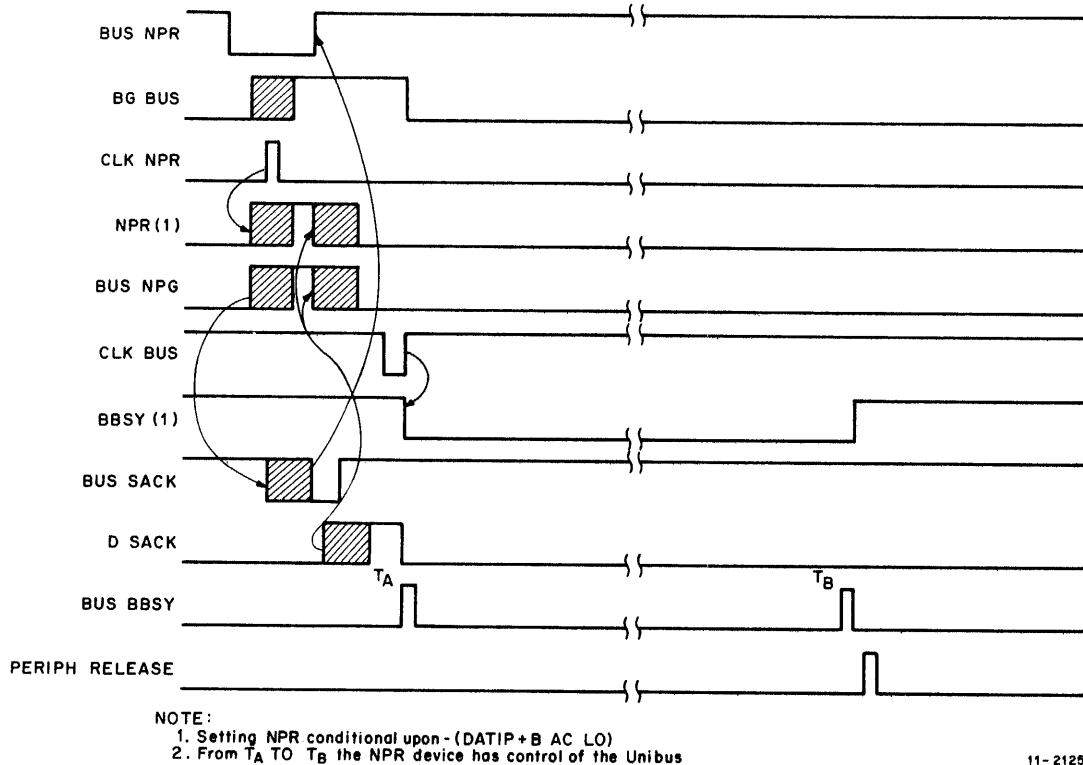 BUS NPR
BG BUS
CLK NPR
NPR(1)
BUS NPG
CLK BUS
BBSY(1)
BUS SACK
D SACK
TA
TB
BUS BBSY
PERIPH RELEASE
NOTE:
1. Setting NPR conditional upon -(DATIP+B AC LO)
2. From TA TO TB the NPR device has control of the Unibus
11-2125